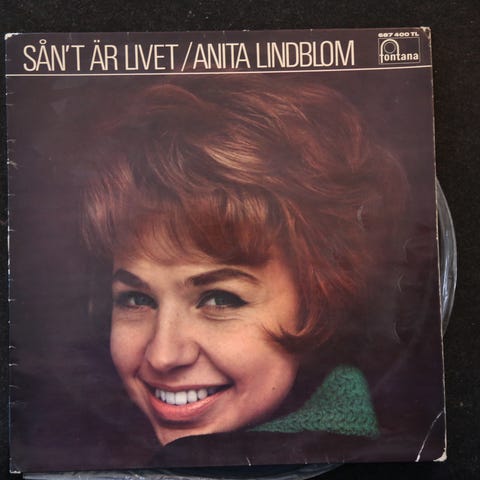 687 400 TL
SÅN'T ÄR LIVET/ANITA LINDBLOM
fontana